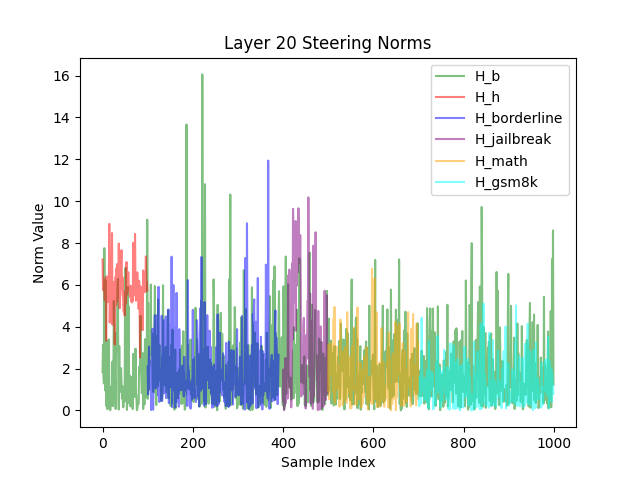 Layer 20 Steering Norms
16
14
12
10
8
6
4
2
0
Norm Value
0
200
400
600
800
1000
Sample Index
H_b
H_h
H_borderline
H_jailbreak
H_math
H_gsm8k